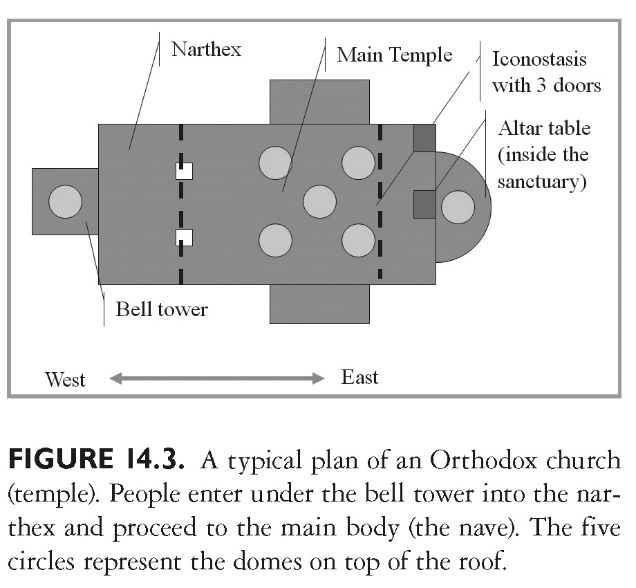 Narthex
Main Temple
Iconostasis
with 3 doors
Altar table
(inside the
sanctuary)
Bell tower
West
East
FIGURE 14.3. A typical plan of an Orthodox church
(temple). People enter under the bell tower into the nar-
thex and proceed to the main body (the nave). The five
circles represent the domes on top of the roof.